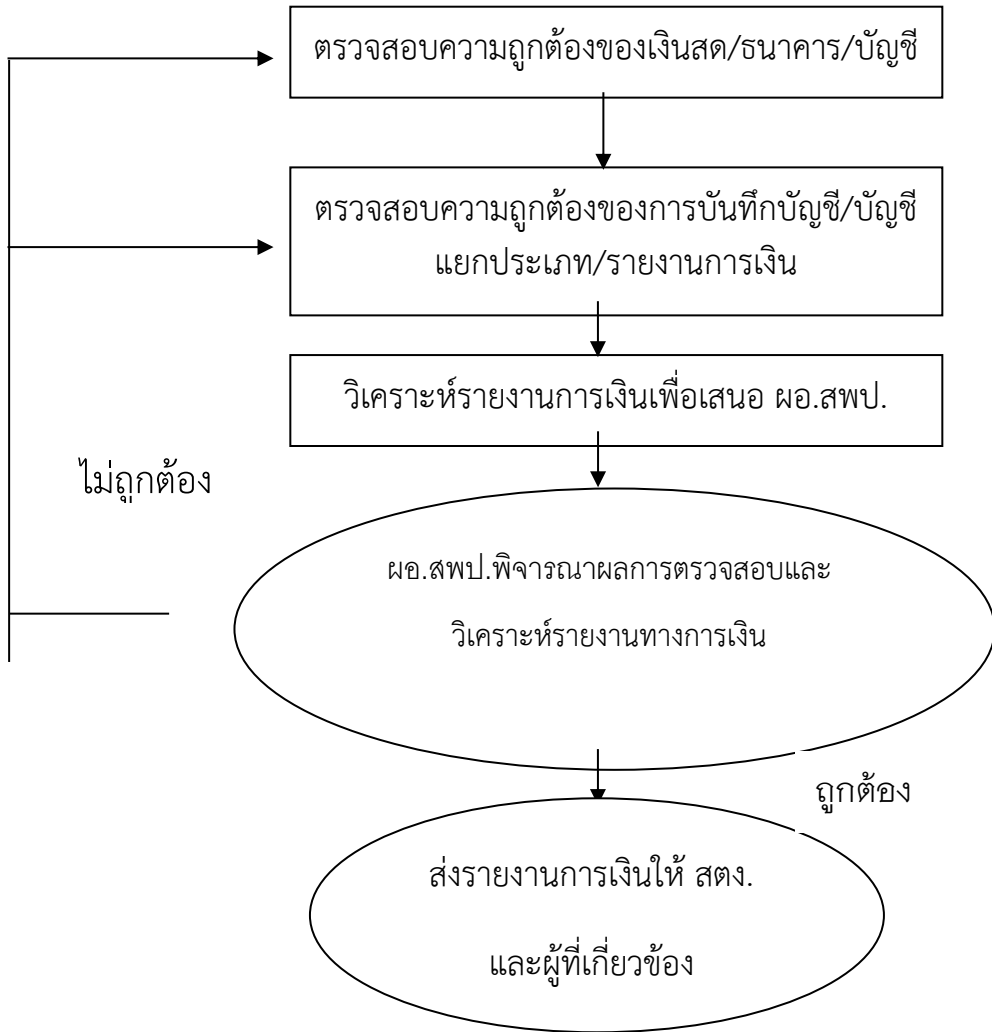 ตรวจสอบความถูกต้องของเงินสด/ธนาคาร/บัญชี
ตรวจสอบความถูกต้องของการบันทึกบัญชี/บัญชี
แยกประเภท/รายงานการเงิน
วิเคราะห์รายงานการเงินเพื่อเสนอ ผอ.สพป.
ไม่ถูกต้อง
ผอ.สพป.พิจารณาผลการตรวจสอบและ
วิเคราะห์รายงานทางการเงิน
ถูกต้อง
ส่งรายงานการเงินให้ สตง.
และผู้ที่เกี่ยวข้อง